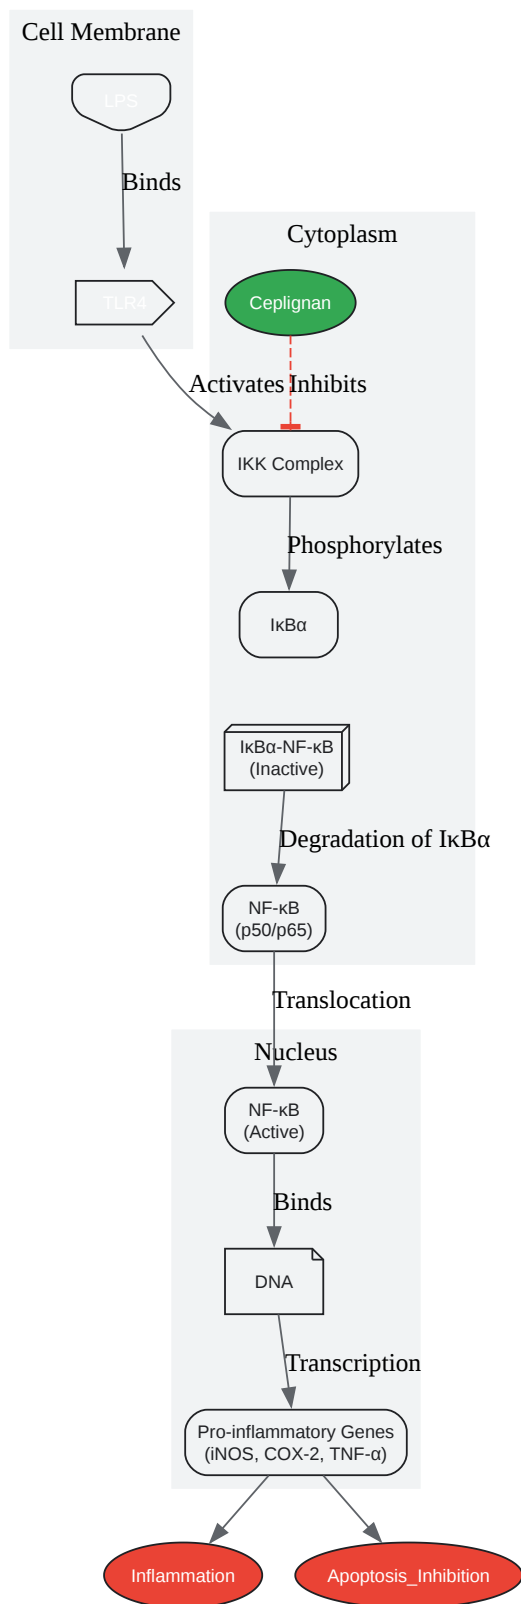 Cell Membrane
LPS
Binds
Cytoplasm
TLR4
Ceplignan
Activates
Inhibits
IKK Complex
Phosphorylates
IκBα
IκBα-NF-κB
(Inactive)
Degradation of IκBα
NF-κB
(p50/p65)
Translocation
Nucleus
NF-κB
(Active)
Binds
DNA
Transcription
Pro-inflammatory Genes
(iNOS, COX-2, TNF-α)
Inflammation
Apoptosis_Inhibition